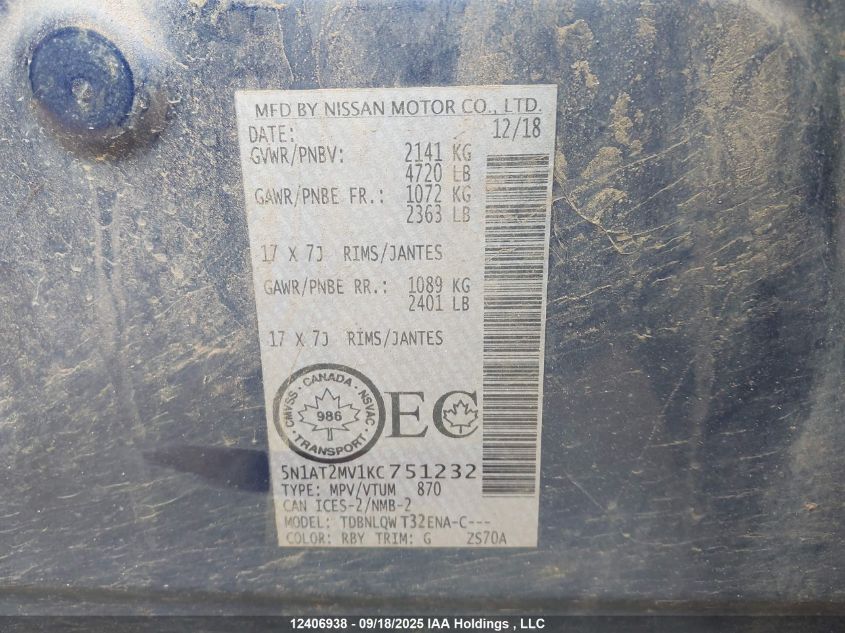 MFD BY NISSAN MOTOR CO., LTD.
DATE: 12/18
GVWR/PNBV: 2141 KG
4720 LB
GAWR/PNBE FR.: 1072 KG
2363 LB
17 X 7J RIMS/JANTES
GAWR/PNBE RR.: 1089 KG
2401 LB
17 X 7J RIMS/JANTES
CMVSS · CANADA · NSVAC
986
· TRANSPORT ·
EC
5N1AT2MV1KC751232
TYPE: MPV/VTUM 870
CAN ICES-2/NMB-2
MODEL: TDBNLQW T32ENA-C---
COLOR: RBY TRIM: G ZS70A
12406938 - 09/18/2025 IAA Holdings , LLC